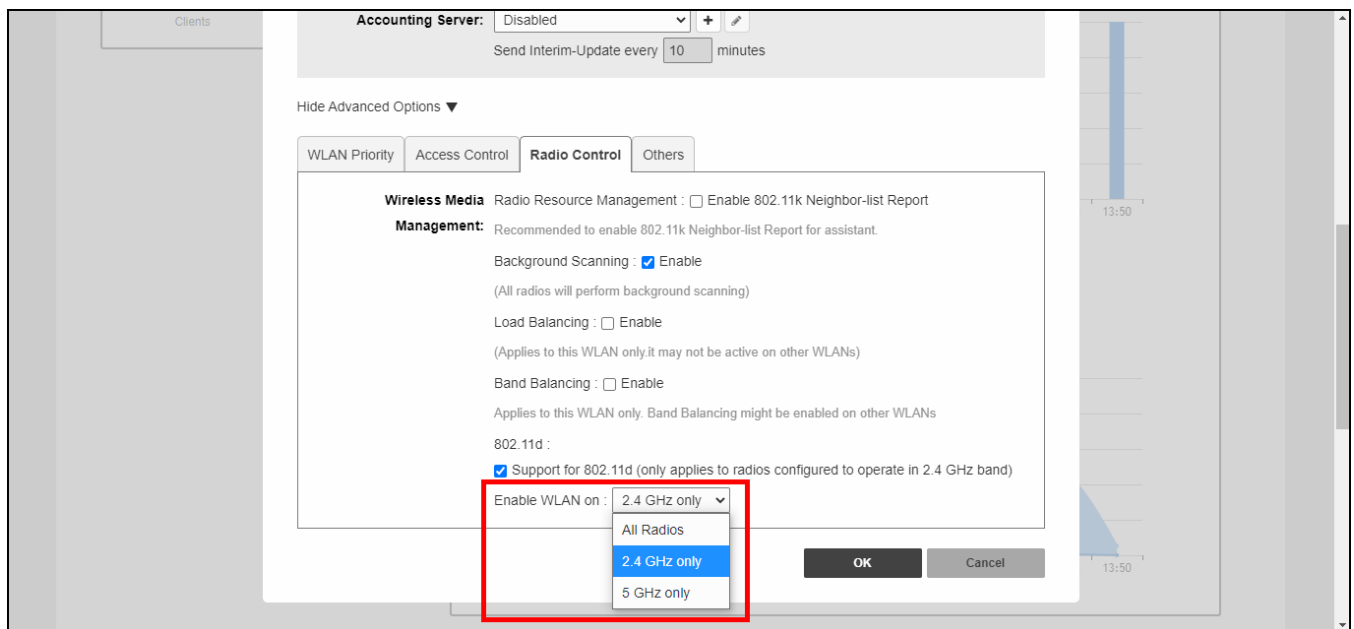 Clients
Accounting Server: Disabled +
Send Interim-Update every 10 minutes
Hide Advanced Options ▼
WLAN Priority Access Control Radio Control Others
Wireless Media Radio Resource Management : Enable 802.11k Neighbor-list Report
Management: Recommended to enable 802.11k Neighbor-list Report for assistant.
Background Scanning : Enable
(All radios will perform background scanning)
Load Balancing : Enable
(Applies to this WLAN only.it may not be active on other WLANs)
Band Balancing : Enable
Applies to this WLAN only. Band Balancing might be enabled on other WLANs
802.11d :
Support for 802.11d (only applies to radios configured to operate in 2.4 GHz band)
Enable WLAN on : 2.4 GHz only
All Radios
2.4 GHz only
5 GHz only
OK Cancel
13:50
13:50